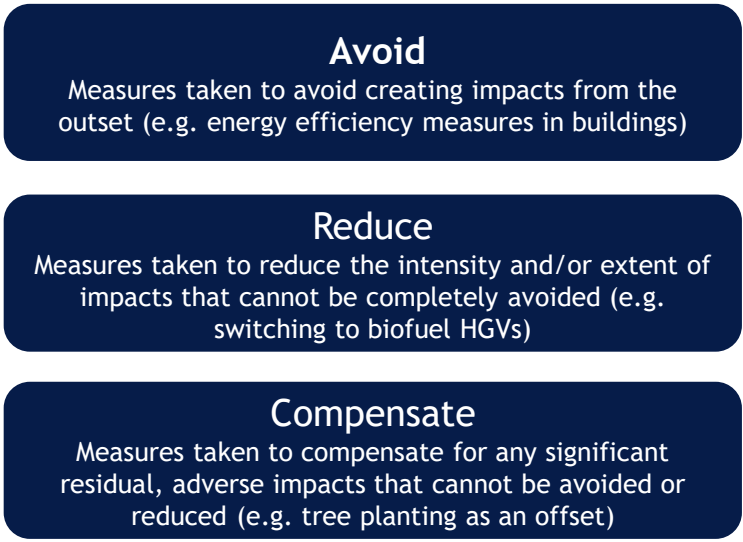 Avoid
Measures taken to avoid creating impacts from the
outset (e.g. energy efficiency measures in buildings)
Reduce
Measures taken to reduce the intensity and/or extent of
impacts that cannot be completely avoided (e.g.
switching to biofuel HGVs)
Compensate
Measures taken to compensate for any significant
residual, adverse impacts that cannot be avoided or
reduced (e.g. tree planting as an offset)